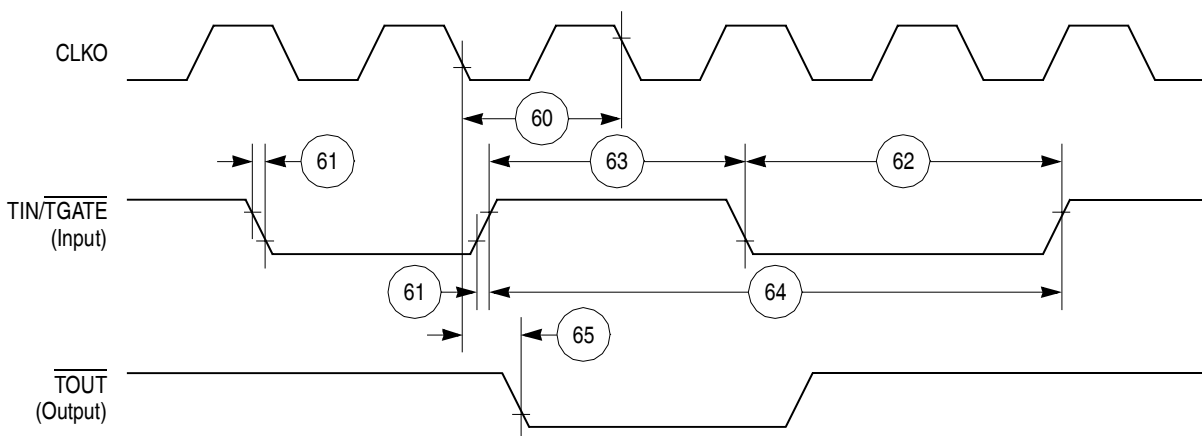 CLKO
60
61
63
62
TIN/TGATE
(Input)
61
64
65
TOUT
(Output)